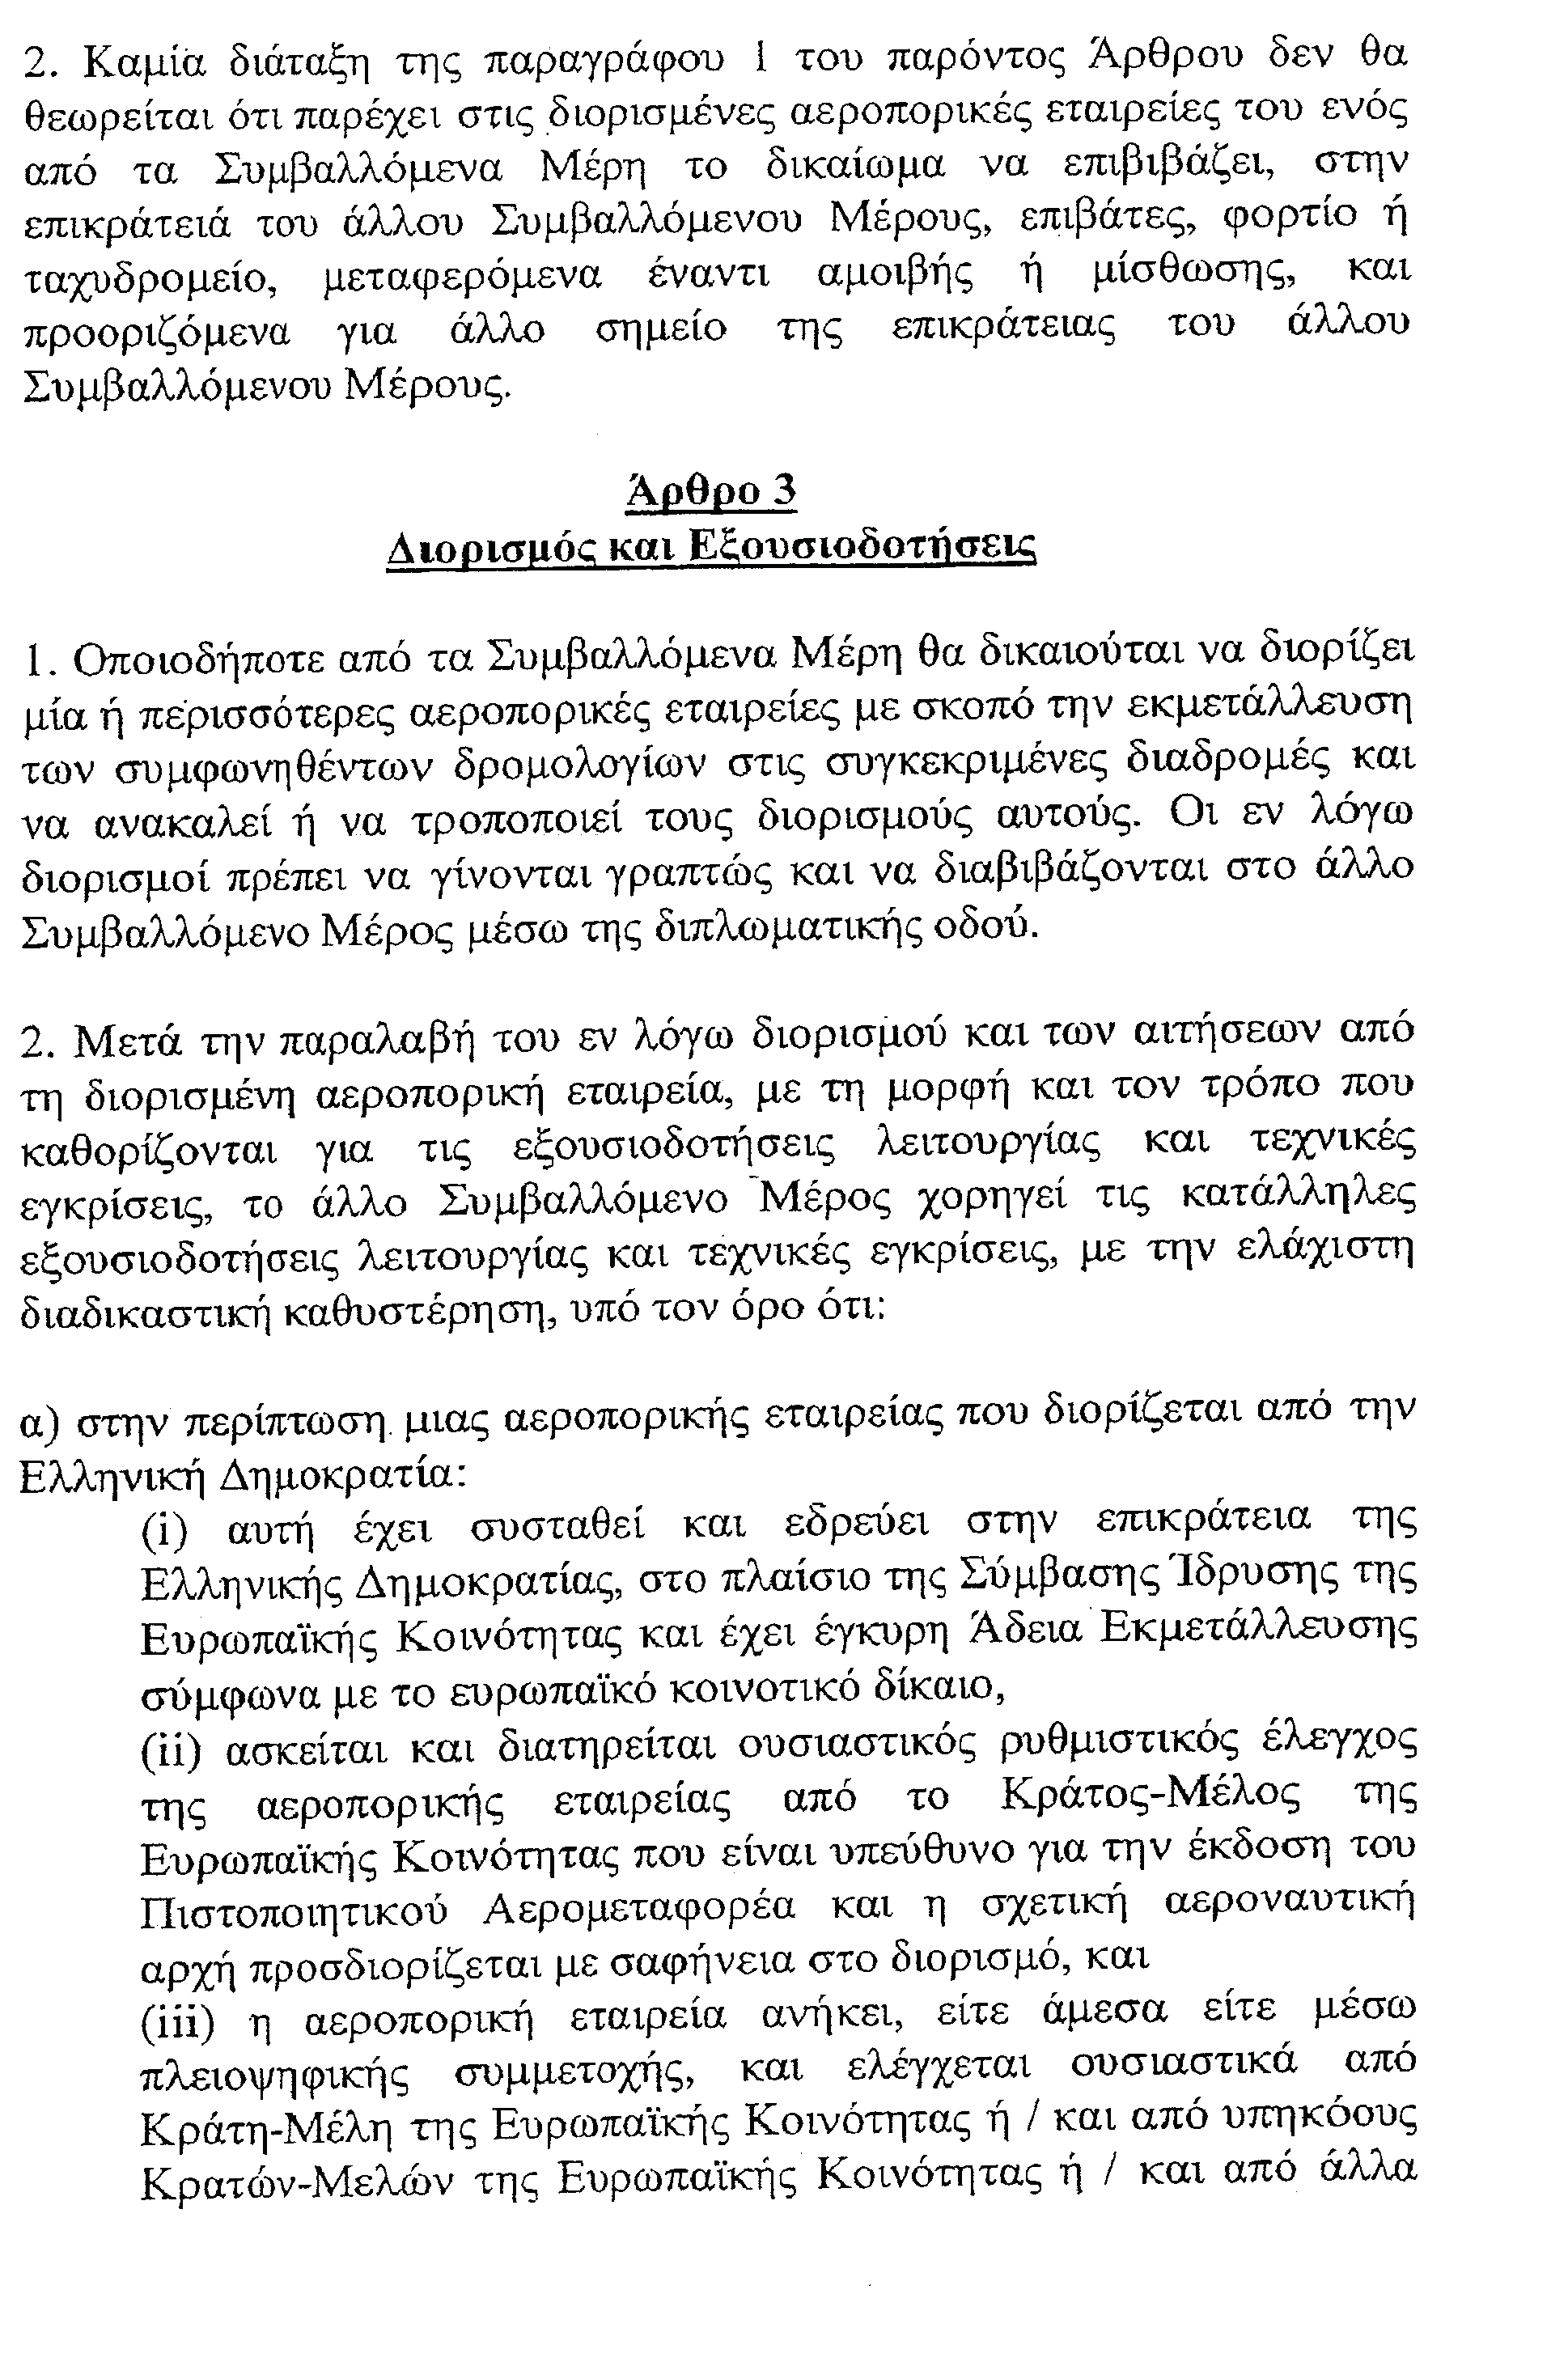 2. Καμία διάταξη της παραγράφου 1 του παρόντος Άρθρου δεν θα
θεωρείται ότι παρέχει στις διορισμένες αεροπορικές εταιρείες του ενός
από τα Συμβαλλόμενα Μέρη το δικαίωμα να επιβιβάζει, στην
επικράτειά του άλλου Συμβαλλόμενου Μέρους, επιβάτες, φορτίο ή
ταχυδρομείο, μεταφερόμενα έναντι αμοιβής ή μίσθωσης, και
προοριζόμενα για άλλο σημείο της επικράτειας του άλλου
Συμβαλλόμενου Μέρους.
Άρθρο 3
Διορισμός και Εξουσιοδοτήσεις
1. Οποιοδήποτε από τα Συμβαλλόμενα Μέρη θα δικαιούται να διορίζει
μία ή περισσότερες αεροπορικές εταιρείες με σκοπό την εκμετάλλευση
των συμφωνηθέντων δρομολογίων στις συγκεκριμένες διαδρομές και
να ανακαλεί ή να τροποποιεί τους διορισμούς αυτούς. Οι εν λόγω
διορισμοί πρέπει να γίνονται γραπτώς και να διαβιβάζονται στο άλλο
Συμβαλλόμενο Μέρος μέσω της διπλωματικής οδού.
2. Μετά την παραλαβή του εν λόγω διορισμού και των αιτήσεων από
τη διορισμένη αεροπορική εταιρεία, με τη μορφή και τον τρόπο που
καθορίζονται για τις εξουσιοδοτήσεις λειτουργίας και τεχνικές
εγκρίσεις, το άλλο Συμβαλλόμενο Μέρος χορηγεί τις κατάλληλες
εξουσιοδοτήσεις λειτουργίας και τεχνικές εγκρίσεις, με την ελάχιστη
διαδικαστική καθυστέρηση, υπό τον όρο ότι:
α) στην περίπτωση μιας αεροπορικής εταιρείας που διορίζεται από την
Ελληνική Δημοκρατία:
(i) αυτή έχει συσταθεί και εδρεύει στην επικράτεια της
Ελληνικής Δημοκρατίας, στο πλαίσιο της Σύμβασης Ίδρυσης της
Ευρωπαϊκής Κοινότητας και έχει έγκυρη Άδεια Εκμετάλλευσης
σύμφωνα με το ευρωπαϊκό κοινοτικό δίκαιο,
(ii) ασκείται και διατηρείται ουσιαστικός ρυθμιστικός έλεγχος
της αεροπορικής εταιρείας από το Κράτος-Μέλος της
Ευρωπαϊκής Κοινότητας που είναι υπεύθυνο για την έκδοση του
Πιστοποιητικού Αερομεταφορέα και η σχετική αεροναυτική
αρχή προσδιορίζεται με σαφήνεια στο διορισμό, και
(iii) η αεροπορική εταιρεία ανήκει, είτε άμεσα είτε μέσω
πλειοψηφικής συμμετοχής, και ελέγχεται ουσιαστικά από
Κράτη-Μέλη της Ευρωπαϊκής Κοινότητας ή / και από υπηκόους
Κρατών-Μελών της Ευρωπαϊκής Κοινότητας ή / και από άλλα